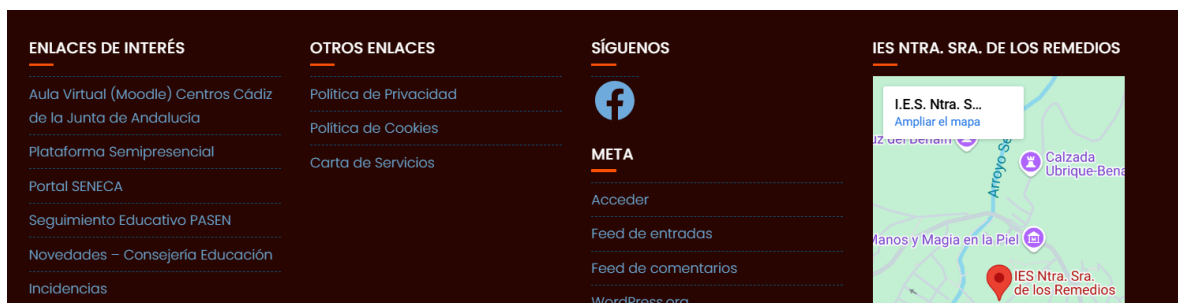 ENLACES DE INTERÉS
Aula Virtual (Moodle) Centros Cádiz
de la Junta de Andalucía
Plataforma Semipresencial
Portal SENECA
Seguimiento Educativo PASEN
Novedades – Consejería Educación
Incidencias
OTROS ENLACES
Política de Privacidad
Política de Cookies
Carta de Servicios
SÍGUENOS
META
Acceder
Feed de entradas
Feed de comentarios
WordPress.org
IES NTRA. SRA. DE LOS REMEDIOS
I.E.S. Ntra. S...
Ampliar el mapa
Calzada
Ubrique-Bena
Arroyo
Manos y Magia en la Piel
IES Ntra. Sra.
de los Remedios